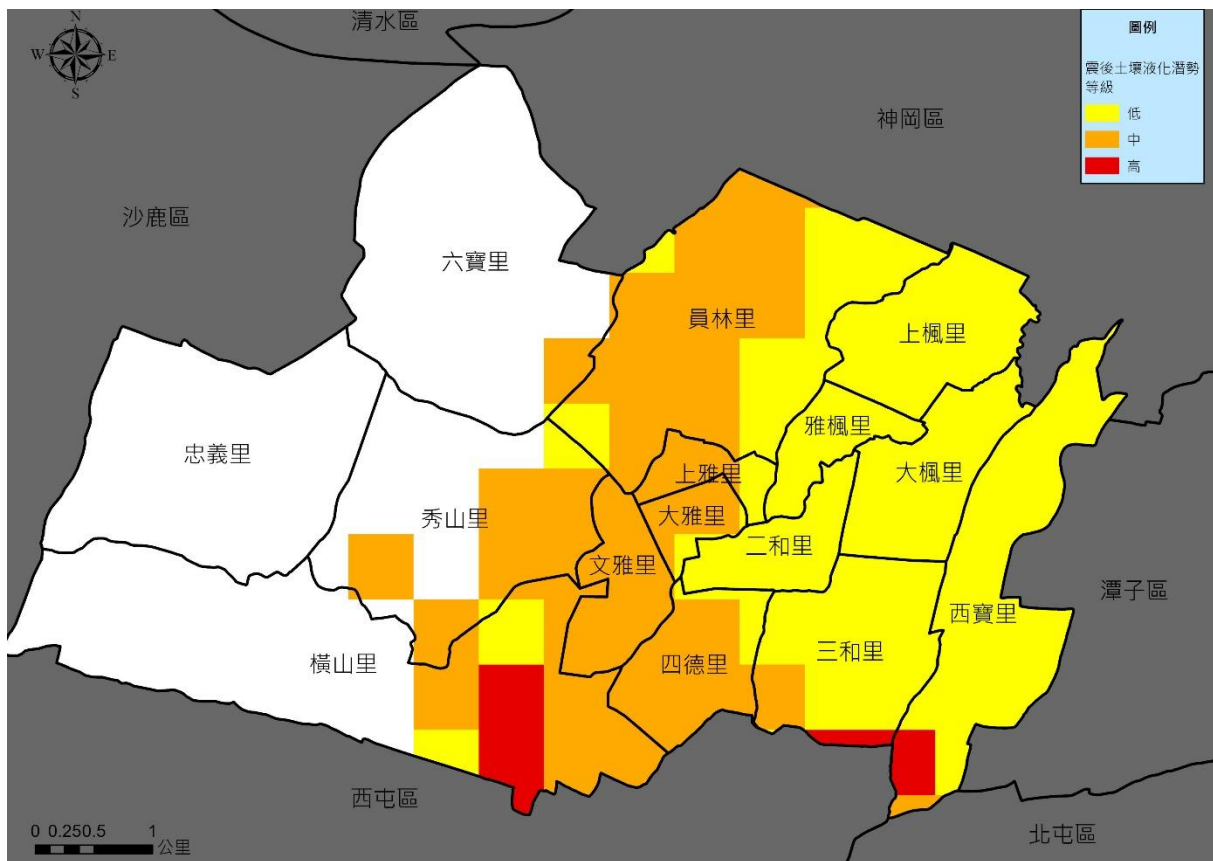 清水區
N
W
E
S
圖例
震後土壤液化潛勢
等級
低
中
高
神岡區
沙鹿區
六寶里
員林里
上楓里
雅楓里
忠義里
上雅里
大楓里
大雅里
秀山里
二和里
文雅里
潭子區
西寶里
三和里
橫山里
四德里
西屯區
北屯區
0 0.250.5 1
公里